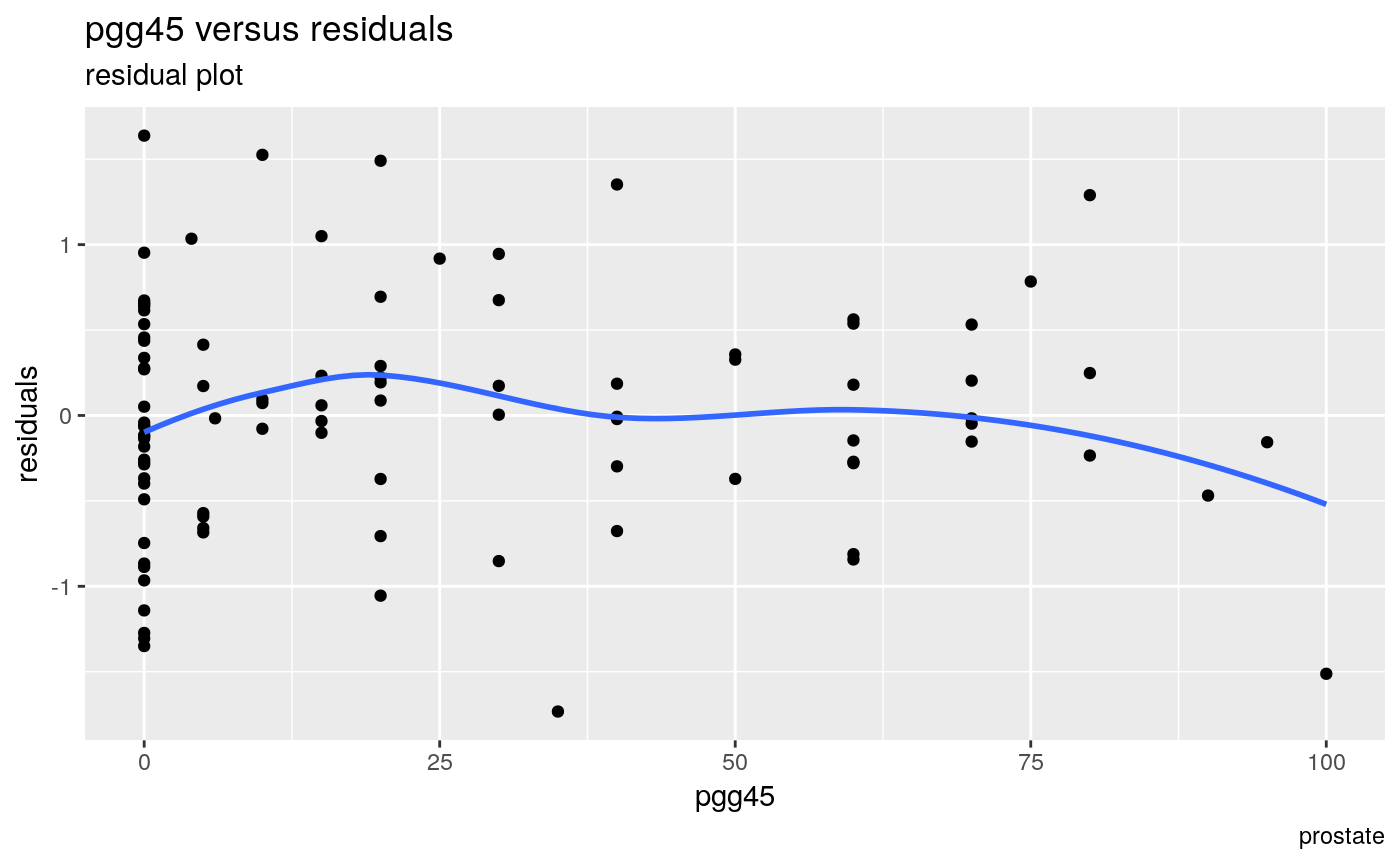 pgg45 versus residuals
residual plot
residuals
1
0
-1
0 25 50 75 100
pgg45
prostate